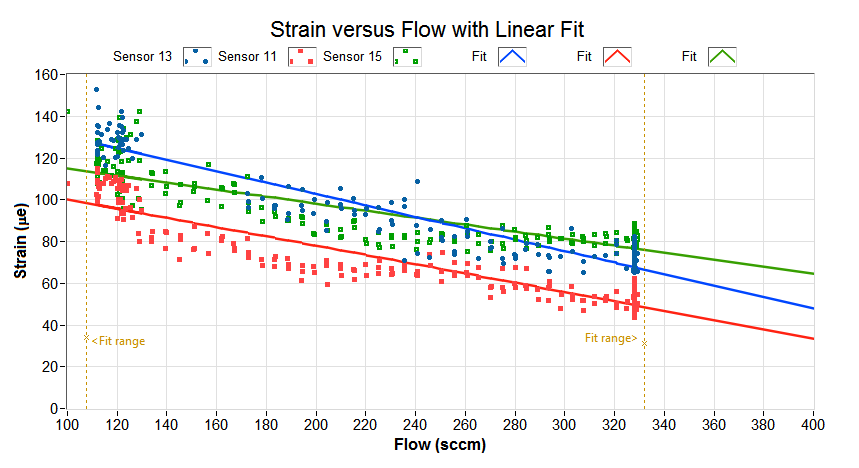 Strain versus Flow with Linear Fit
Sensor 13 Sensor 11 Sensor 15 Fit Fit Fit
160
140
120
100
80
60
40
20
0
Strain (µe)
<Fit range
Fit range>
100 120 140 160 180 200 220 240 260 280 300 320 340 360 380 400
Flow (sccm)